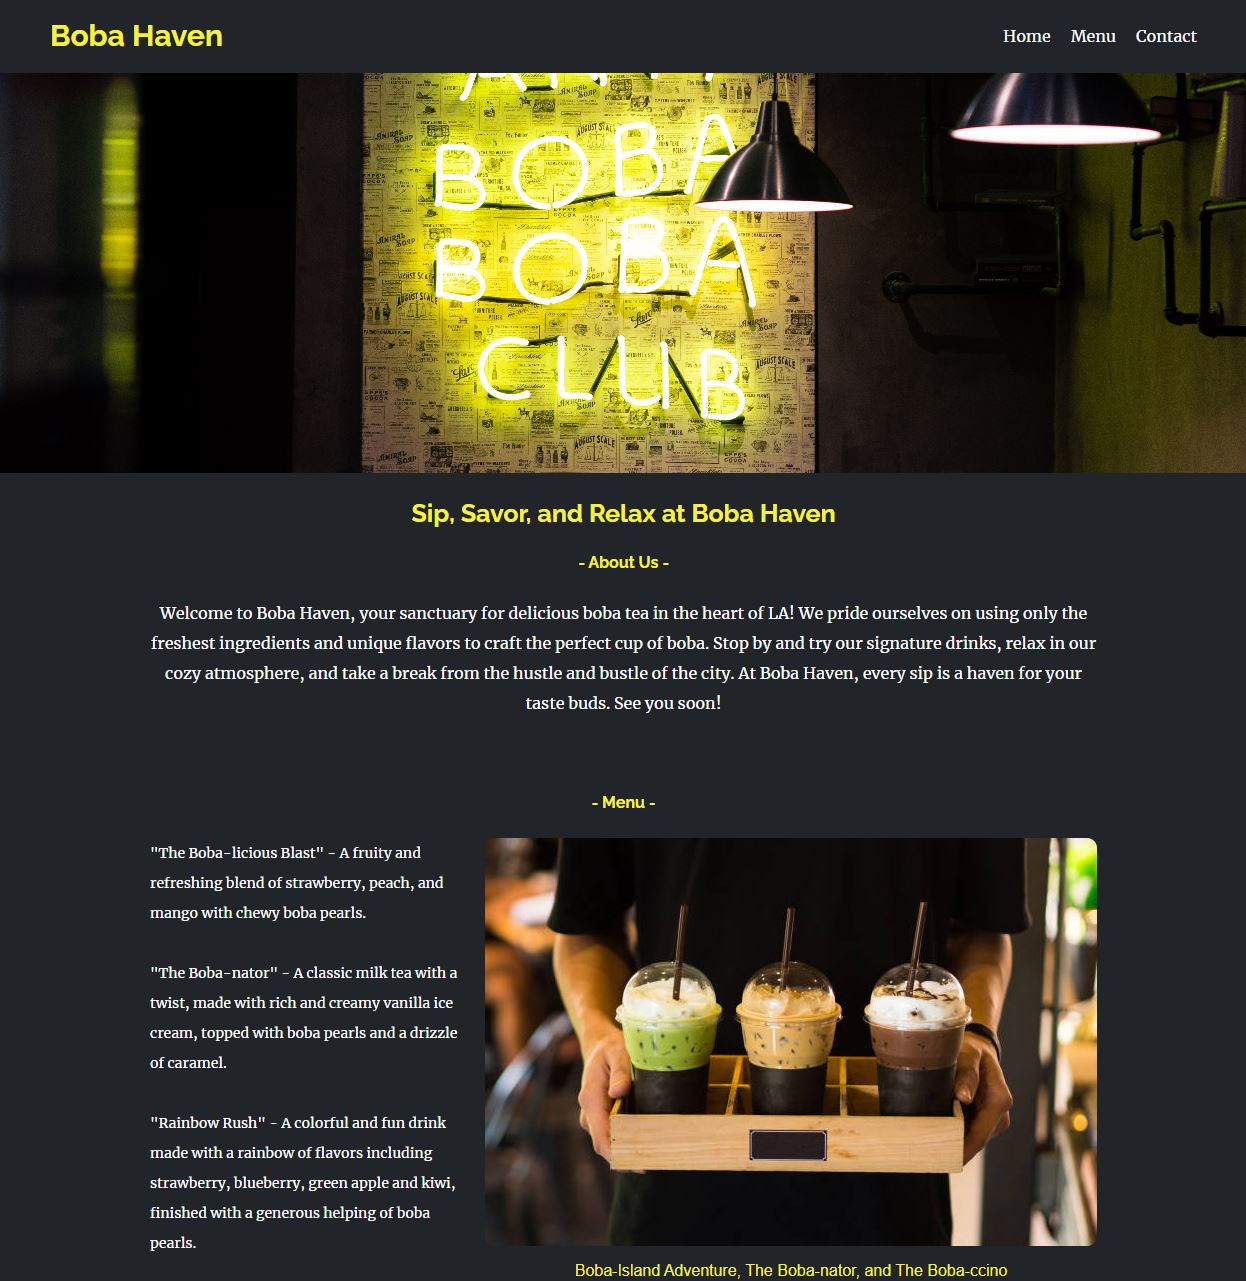 Boba Haven
Home Menu Contact
BOBA
BOBA
CLUB
Sip, Savor, and Relax at Boba Haven
- About Us -
Welcome to Boba Haven, your sanctuary for delicious boba tea in the heart of LA! We pride ourselves on using only the
freshest ingredients and unique flavors to craft the perfect cup of boba. Stop by and try our signature drinks, relax in our
cozy atmosphere, and take a break from the hustle and bustle of the city. At Boba Haven, every sip is a haven for your
taste buds. See you soon!
- Menu -
"The Boba-licious Blast" - A fruity and
refreshing blend of strawberry, peach, and
mango with chewy boba pearls.
"The Boba-nator" - A classic milk tea with a
twist, made with rich and creamy vanilla ice
cream, topped with boba pearls and a drizzle
of caramel.
"Rainbow Rush" - A colorful and fun drink
made with a rainbow of flavors including
strawberry, blueberry, green apple and kiwi,
finished with a generous helping of boba
pearls.
Boba-Island Adventure, The Boba-nator, and The Boba-ccino